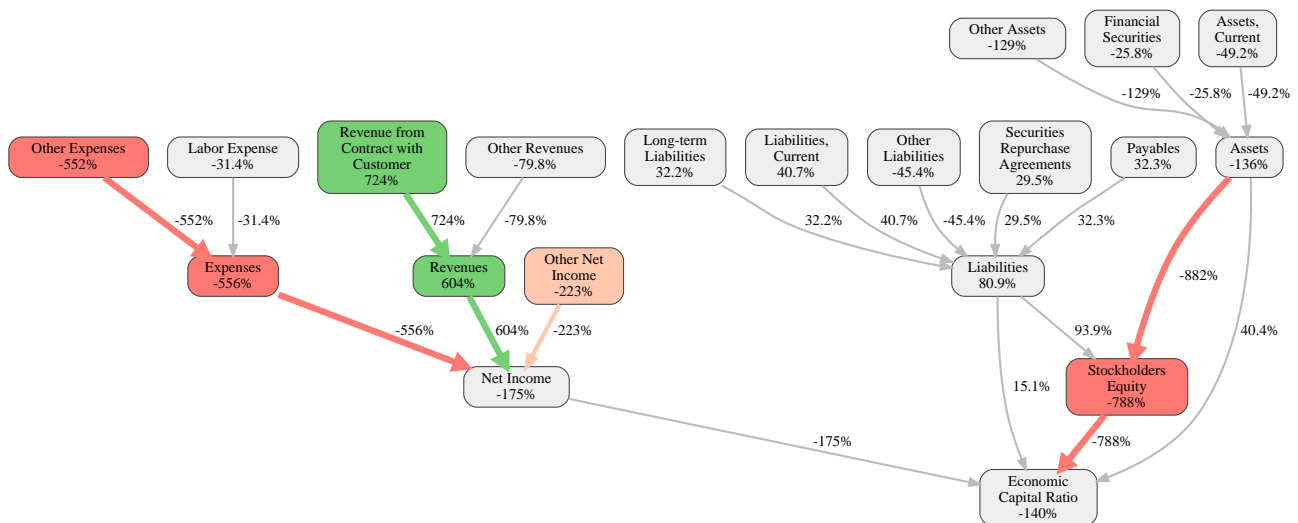 Other Assets
-129%
Financial
Securities
-25.8%
Assets,
Current
-49.2%
-129%
-25.8%
-49.2%
Other Expenses
-552%
Labor Expense
-31.4%
Revenue from
Contract with
Customer
724%
Other Revenues
-79.8%
Long-term
Liabilities
32.2%
Liabilities,
Current
40.7%
Other
Liabilities
-45.4%
Securities
Repurchase
Agreements
29.5%
Payables
32.3%
Assets
-136%
-552%
-31.4%
724%
-79.8%
32.2%
40.7%
-45.4%
29.5%
32.3%
Expenses
-556%
Revenues
604%
Other Net
Income
-223%
Liabilities
80.9%
-882%
-556%
604%
-223%
93.9%
40.4%
Net Income
-175%
15.1%
Stockholders
Equity
-788%
-175%
-788%
Economic
Capital Ratio
-140%